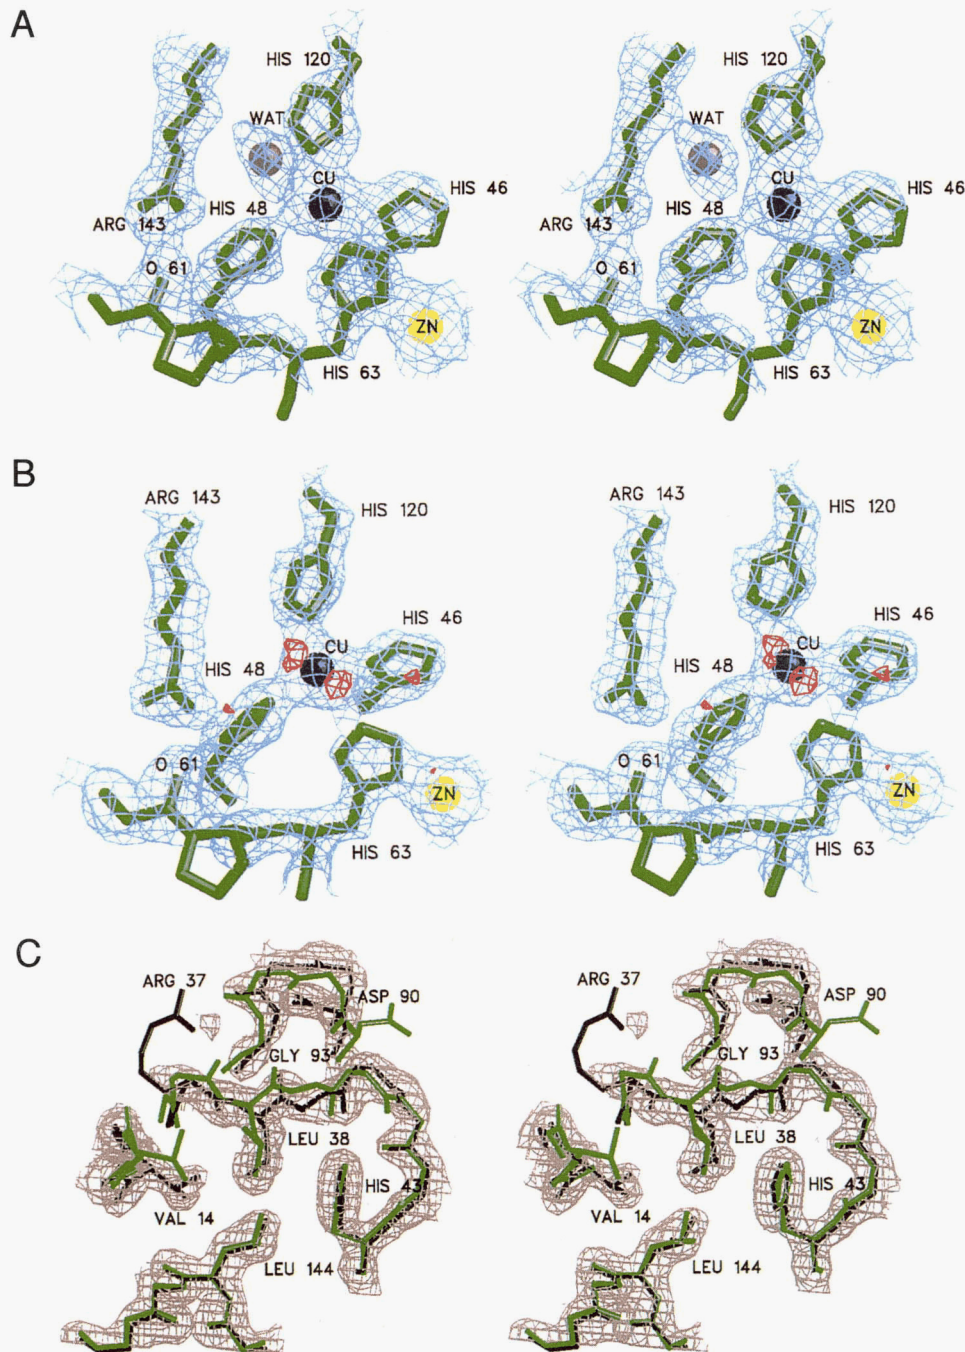 A
HIS 120 HIS 120
WAT WAT
CU CU
HIS 46 HIS 46
ARG 143 HIS 48 ARG 143 HIS 48
O 61 O 61
ZN ZN
HIS 63 HIS 63
B
ARG 143 ARG 143
HIS 120 HIS 120
HIS 46 HIS 46
CU CU
HIS 48 HIS 48
O 61 O 61
ZN ZN
HIS 63 HIS 63
C
ARG 37 ARG 37
ASP 90 ASP 90
GLY 93 GLY 93
LEU 38 LEU 38
HIS 43 HIS 43
VAL 14 VAL 14
LEU 144 LEU 144